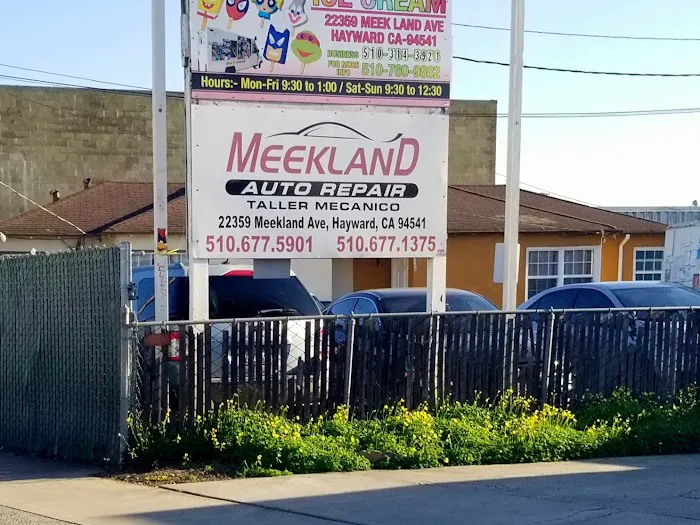 ICE CREAM
22359 MEEK LAND AVE
HAYWARD CA-94541
BUSINESS 510-314-3921
FOR MORE INFO 510-760-9882
Hours:- Mon-Fri 9:30 to 1:00 / Sat-Sun 9:30 to 12:30
MEEKLAND
AUTO REPAIR
TALLER MECANICO
22359 Meekland Ave, Hayward, CA 94541
510.677.5901 510.677.1375